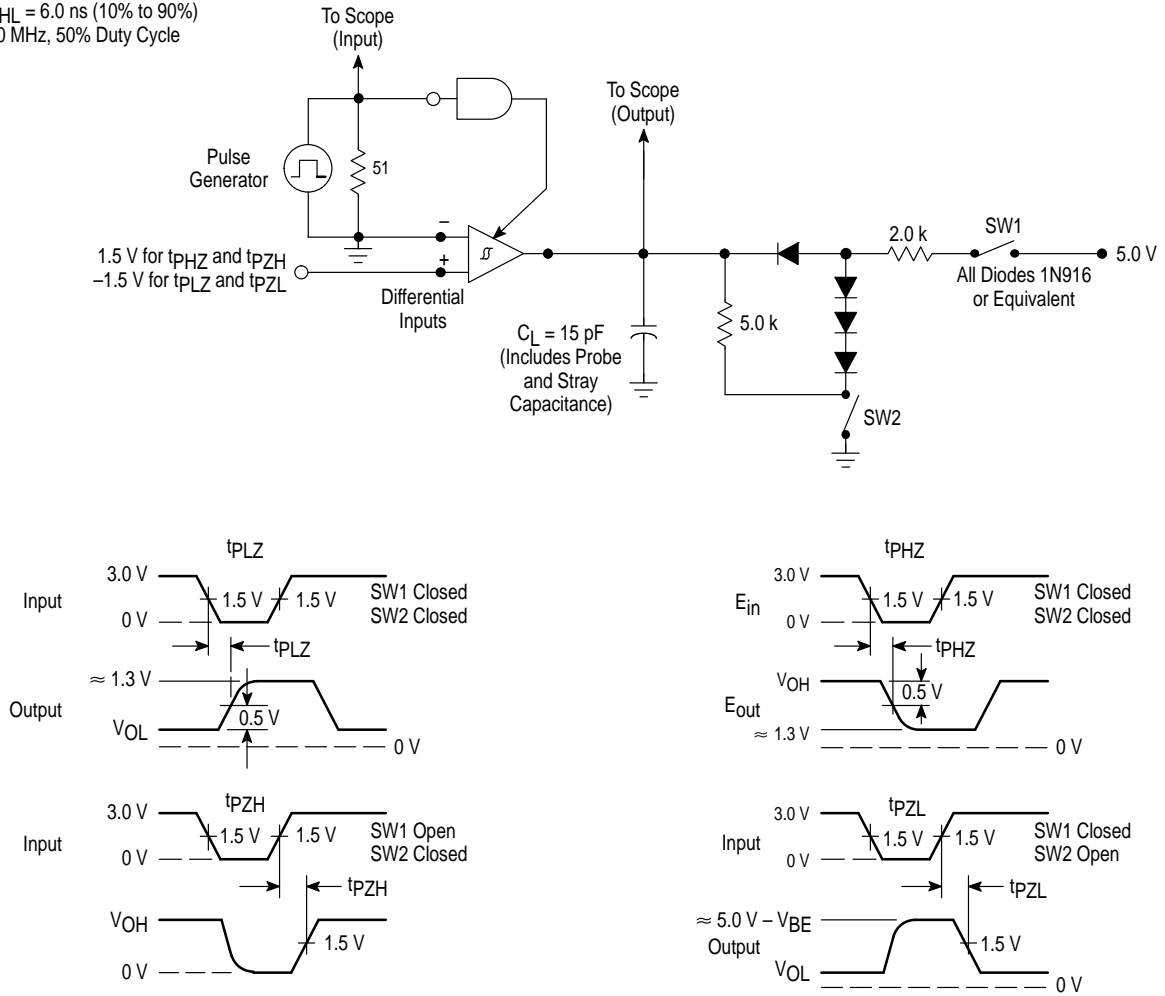 HL = 6.0 ns (10% to 90%)
0 MHz, 50% Duty Cycle
To Scope
(Input)
To Scope
(Output)
Pulse
Generator
51
–
+
1.5 V for tPHZ and tPZH
–1.5 V for tPLZ and tPZL
Differential
Inputs
CL = 15 pF
(Includes Probe
and Stray
Capacitance)
5.0 k
2.0 k
SW1
5.0 V
All Diodes 1N916
or Equivalent
SW2
tPLZ
Input
3.0 V
0 V
1.5 V
1.5 V
SW1 Closed
SW2 Closed
tPLZ
Output
≈ 1.3 V
VOL
0.5 V
0 V
tPHZ
Ein
3.0 V
0 V
1.5 V
1.5 V
SW1 Closed
SW2 Closed
tPHZ
Eout
VOH
≈ 1.3 V
0.5 V
0 V
tPZH
Input
3.0 V
0 V
1.5 V
1.5 V
SW1 Open
SW2 Closed
tPZH
VOH
0 V
1.5 V
tPZL
Input
3.0 V
0 V
1.5 V
1.5 V
SW1 Closed
SW2 Open
tPZL
≈ 5.0 V – VBE
Output
VOL
1.5 V
0 V